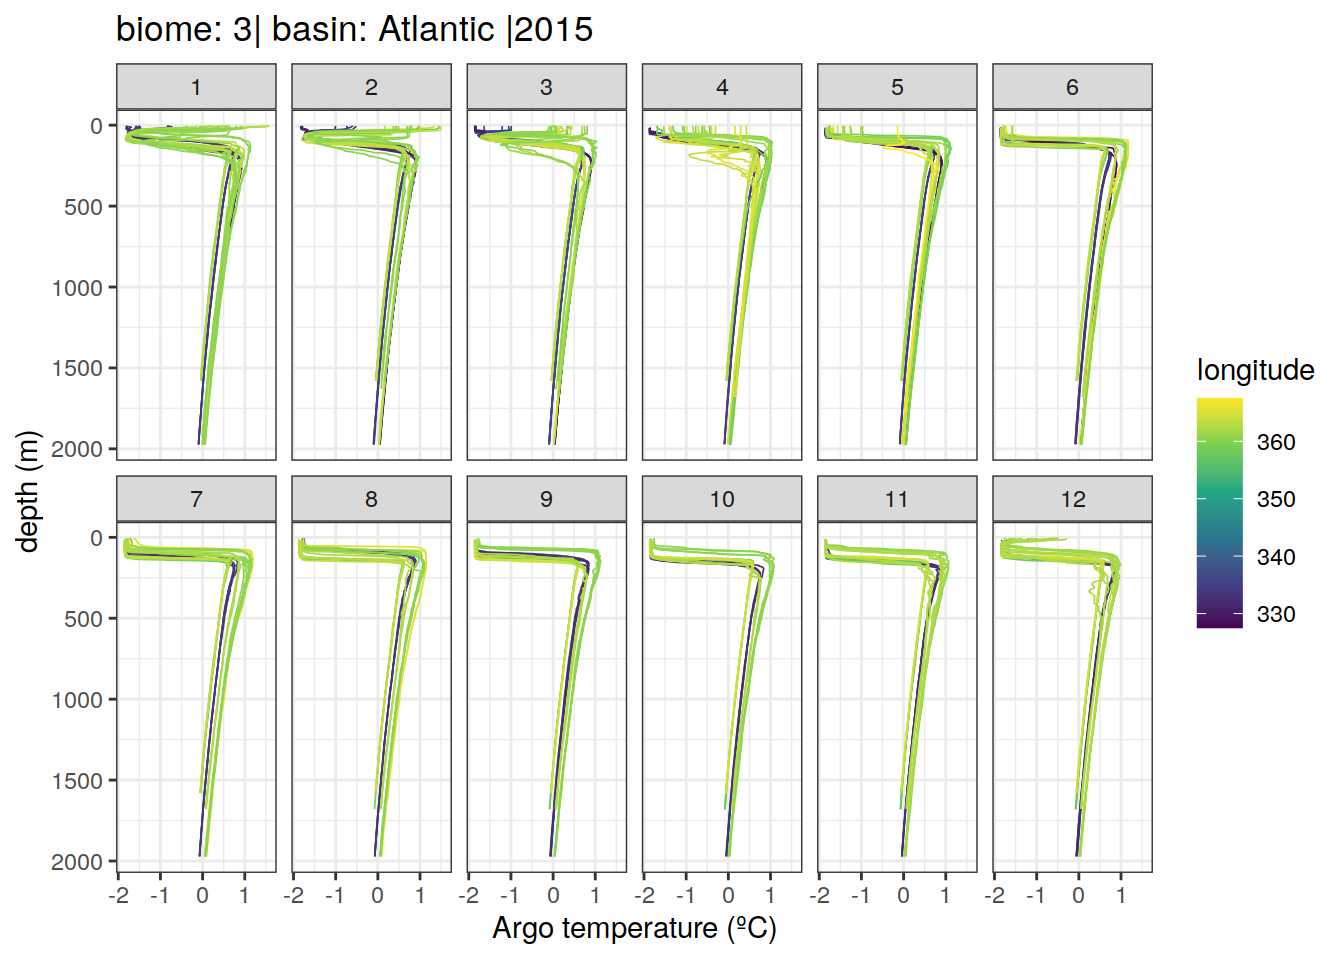 biome: 3| basin: Atlantic |2015
1 2 3 4 5 6
0
500
1000
1500
2000
7 8 9 10 11 12
0
500
1000
1500
2000
-2 -1 0 1 -2 -1 0 1 -2 -1 0 1 -2 -1 0 1 -2 -1 0 1 -2 -1 0 1
Argo temperature (ºC)
depth (m)
longitude
360
350
340
330